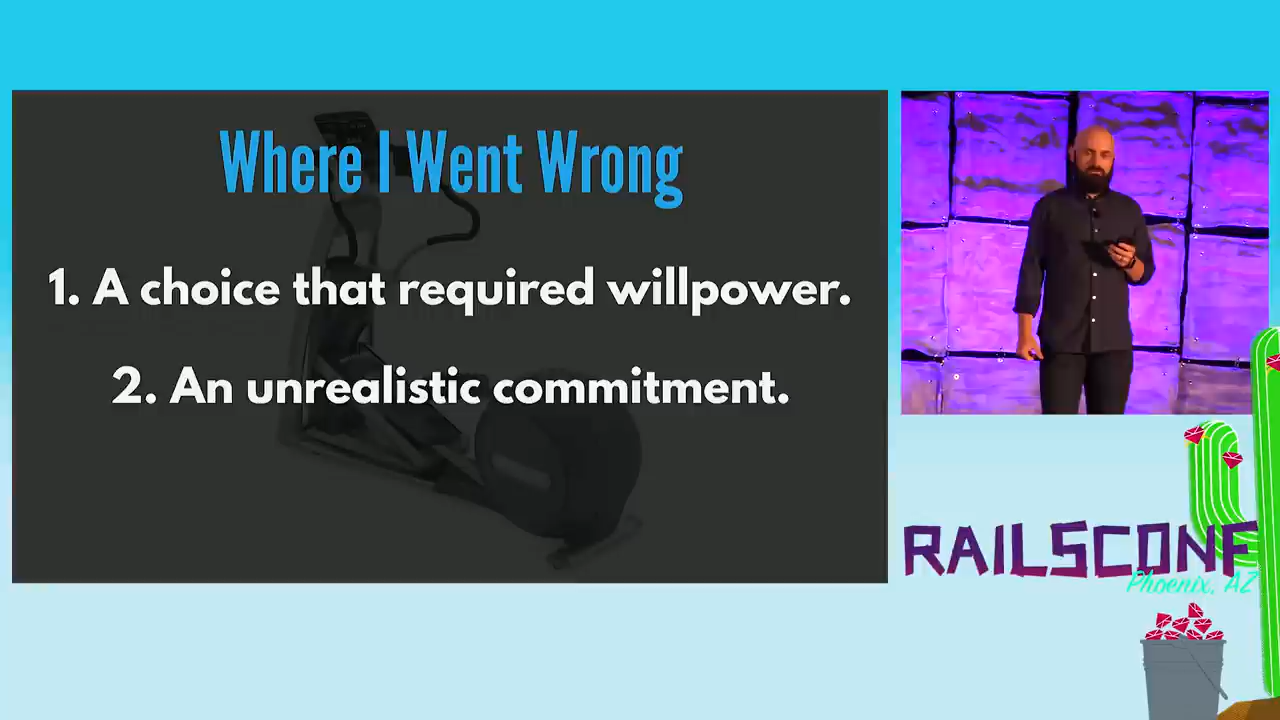 Where I Went Wrong
1. A choice that required willpower.
2. An unrealistic commitment.
RAILSCONF
Phoenix, AZ